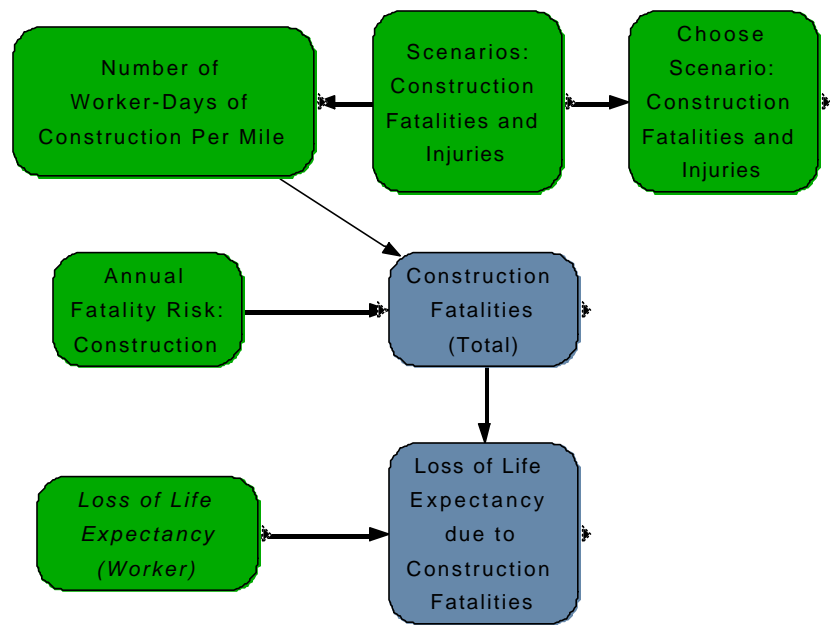 Number of
Worker-Days of
Construction Per Mile
Scenarios:
Construction
Fatalities and
Injuries
Choose
Scenario:
Construction
Fatalities and
Injuries
Annual
Fatality Risk:
Construction
Construction
Fatalities
(Total)
Loss of Life
Expectancy
(Worker)
Loss of Life
Expectancy
due to
Construction
Fatalities